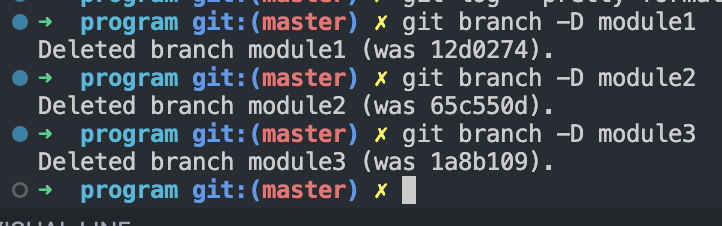 ➜ program git:(master) ✗ git branch -D module1
Deleted branch module1 (was 12d0274).
➜ program git:(master) ✗ git branch -D module2
Deleted branch module2 (was 65c550d).
➜ program git:(master) ✗ git branch -D module3
Deleted branch module3 (was 1a8b109).
➜ program git:(master) ✗